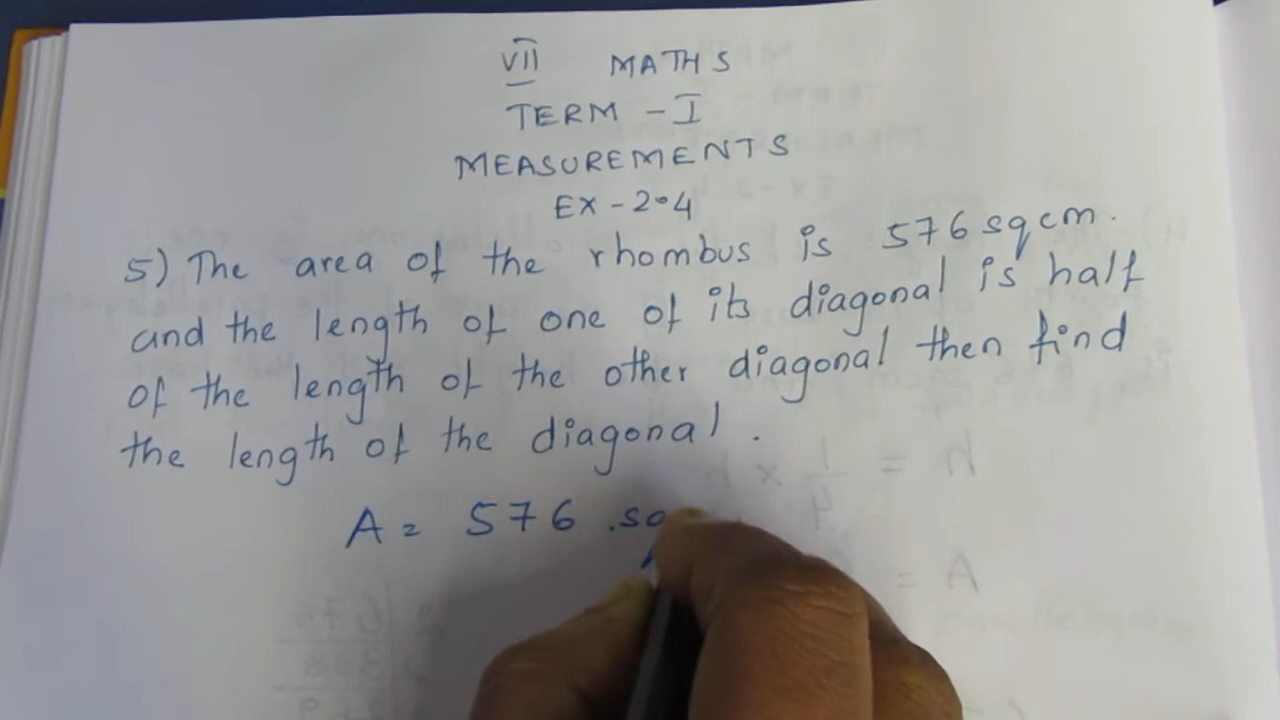 VII MATHS
TERM - I
MEASUREMENTS
EX - 2.4
5) The area of the rhombus is 576 sq cm.
and the length of one of its diagonal is half
of the length of the other diagonal then find
the length of the diagonal.
A = 576 .sq